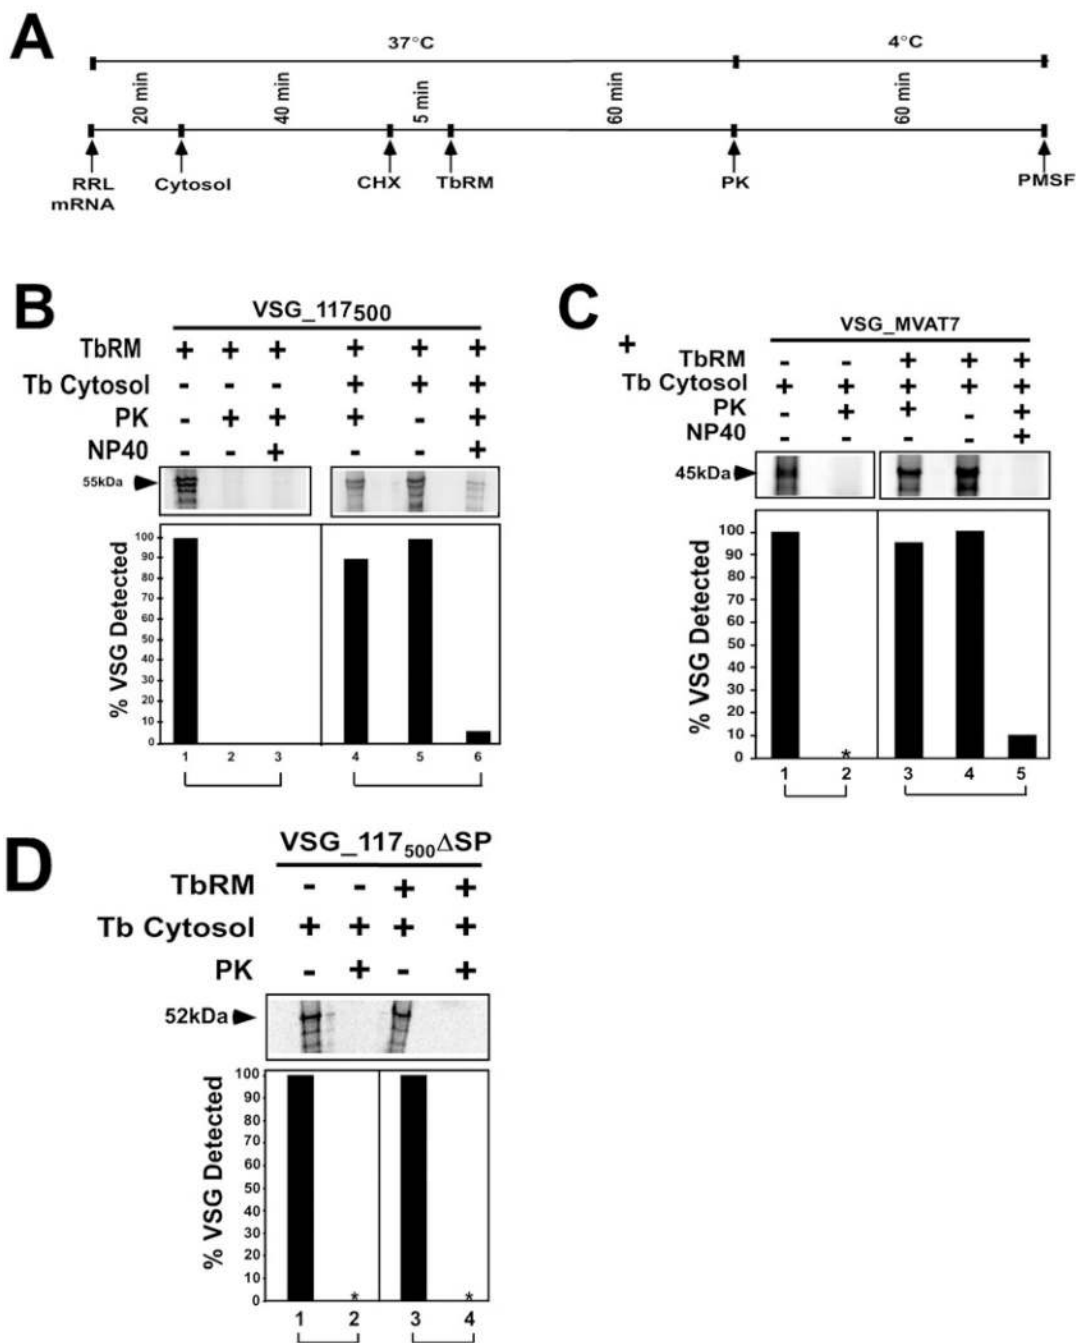 A
37°C 4°C
20 min 40 min 5 min 60 min 60 min
RRL Cytosol CHX TbRM PK PMSF
mRNA
B
VSG_117500
TbRM + + + + + +
Tb Cytosol - - - + + +
PK - + + + - +
NP40 - - + - - +
55kDa
% VSG Detected
100
90
80
70
60
50
40
30
20
10
0
1 2 3 4 5 6
C
VSG_MVAT7
+
TbRM - - + + +
Tb Cytosol + + + + +
PK - + + - +
NP40 - - - - +
45kDa
% VSG Detected
100
90
80
70
60
50
40
30
20
10
0
*
1 2 3 4 5
D
VSG_117500ΔSP
TbRM - - + +
Tb Cytosol + + + +
PK - + - +
52kDa
% VSG Detected
100
90
80
70
60
50
40
30
20
10
0
* *
1 2 3 4